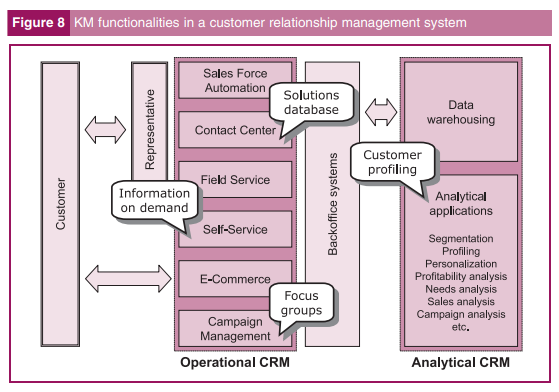 Figure 8 KM functionalities in a customer relationship management system
Customer
Representative
Sales Force
Automation
Contact Center
Field Service
Self-Service
E-Commerce
Campaign
Management
Solutions
database
Information
on demand
Focus
groups
Operational CRM
Backoffice systems
Data
warehousing
Customer
profiling
Analytical
applications
Segmentation
Profiling
Personalization
Profitability analysis
Needs analysis
Sales analysis
Campaign analysis
etc.
Analytical CRM